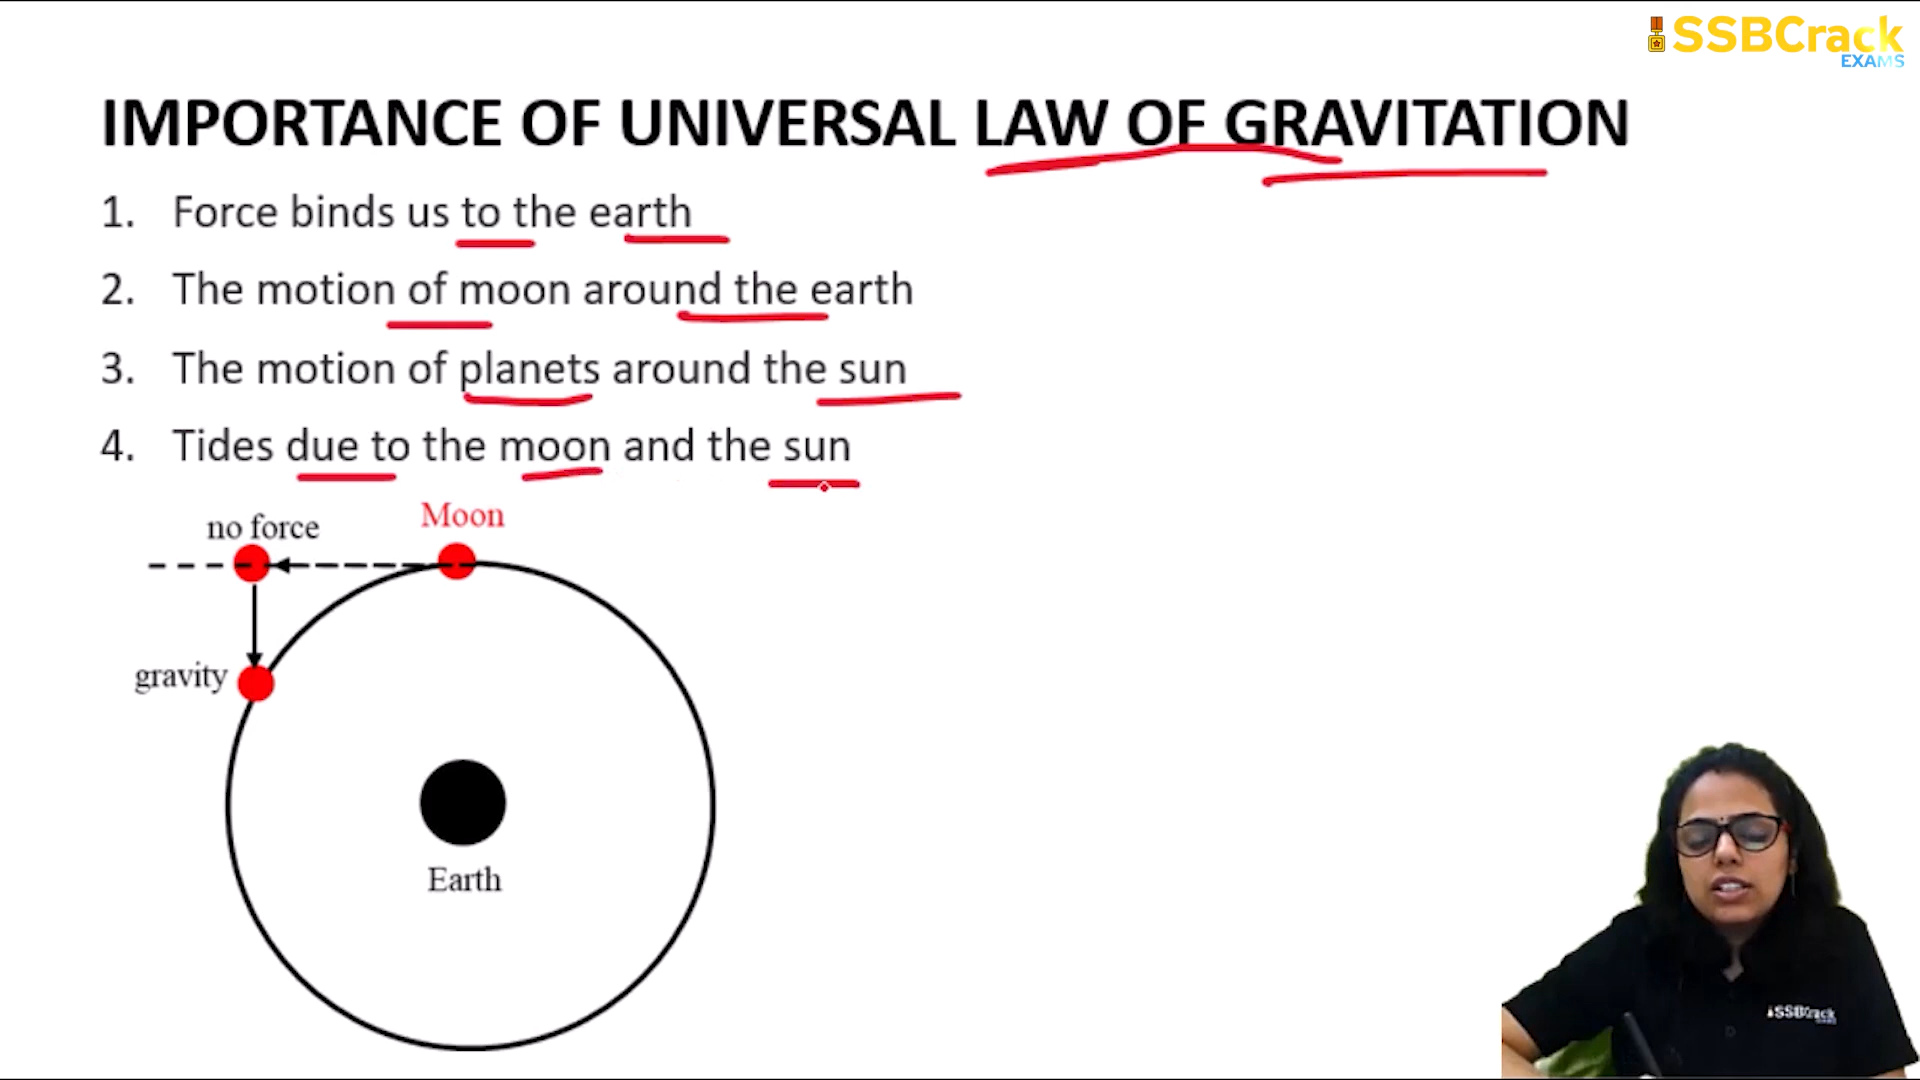 SSBCrack
EXAMS
IMPORTANCE OF UNIVERSAL LAW OF GRAVITATION
1. Force binds us to the earth
2. The motion of moon around the earth
3. The motion of planets around the sun
4. Tides due to the moon and the sun
no force
Moon
gravity
Earth
SSBCrack
EXAMS